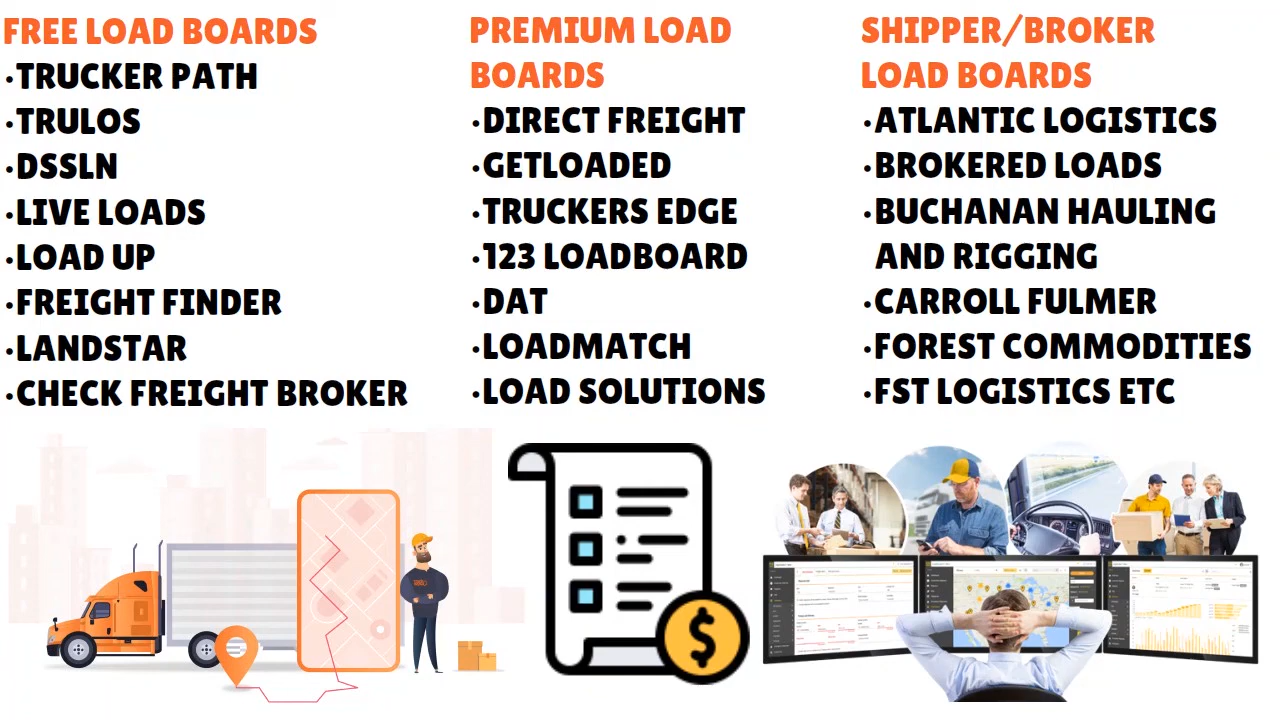 FREE LOAD BOARDS
·TRUCKER PATH
·TRULOS
·DSSLN
·LIVE LOADS
·LOAD UP
·FREIGHT FINDER
·LANDSTAR
·CHECK FREIGHT BROKER
PREMIUM LOAD
BOARDS
·DIRECT FREIGHT
·GETLOADED
·TRUCKERS EDGE
·123 LOADBOARD
·DAT
·LOADMATCH
·LOAD SOLUTIONS
SHIPPER/BROKER
LOAD BOARDS
·ATLANTIC LOGISTICS
·BROKERED LOADS
·BUCHANAN HAULING
AND RIGGING
·CARROLL FULMER
·FOREST COMMODITIES
·FST LOGISTICS ETC